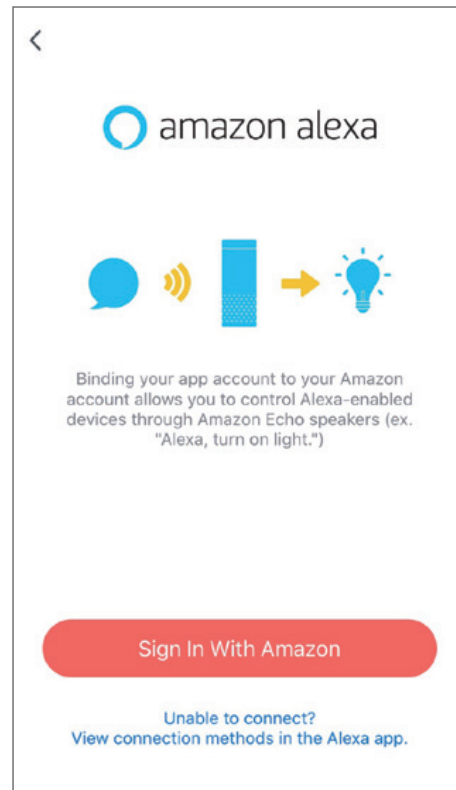 amazon alexa
Binding your app account to your Amazon
account allows you to control Alexa-enabled
devices through Amazon Echo speakers (ex.
"Alexa, turn on light.")
Sign In With Amazon
Unable to connect?
View connection methods in the Alexa app.